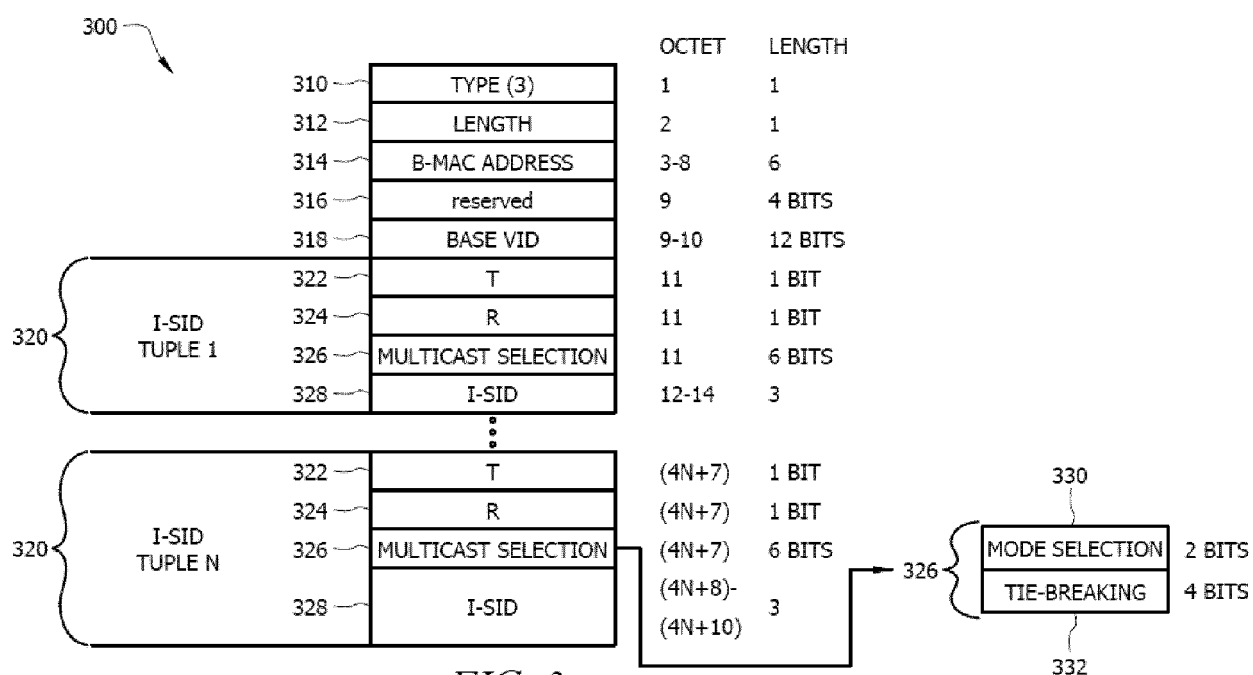 300
OCTET LENGTH
310 TYPE (3) 1 1
312 LENGTH 2 1
314 B-MAC ADDRESS 3-8 6
316 reserved 9 4 BITS
318 BASE VID 9-10 12 BITS
322 T 11 1 BIT
324 R 11 1 BIT
320 I-SID TUPLE 1
326 MULTICAST SELECTION 11 6 BITS
328 I-SID 12-14 3
322 T (4N+7) 1 BIT
324 R (4N+7) 1 BIT
320 I-SID TUPLE N
326 MULTICAST SELECTION (4N+7) 6 BITS
328 I-SID (4N+8)-(4N+10) 3
330
326 MODE SELECTION 2 BITS
TIE-BREAKING 4 BITS
332